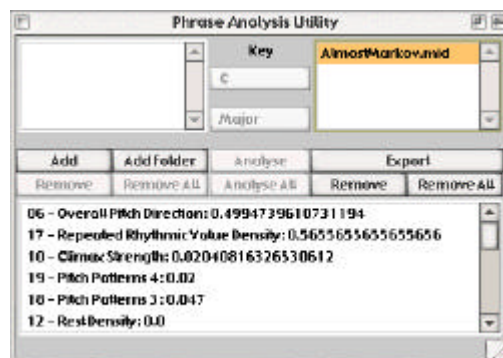 Phrase Analysis Utility
Key
AlmostMarkov.mid
C
Major
Add Add Folder Analyse Export
Remove Remove All Analyse All Remove Remove All
06 - Overall Pitch Direction: 0.4994739610731194
17 - Repeated Rhythmic Value Density: 0.5655655655655656
10 - Climax Strength: 0.02040816326530612
19 - Pitch Patterns 4: 0.02
18 - Pitch Patterns 3: 0.047
12 - Rest Density: 0.0